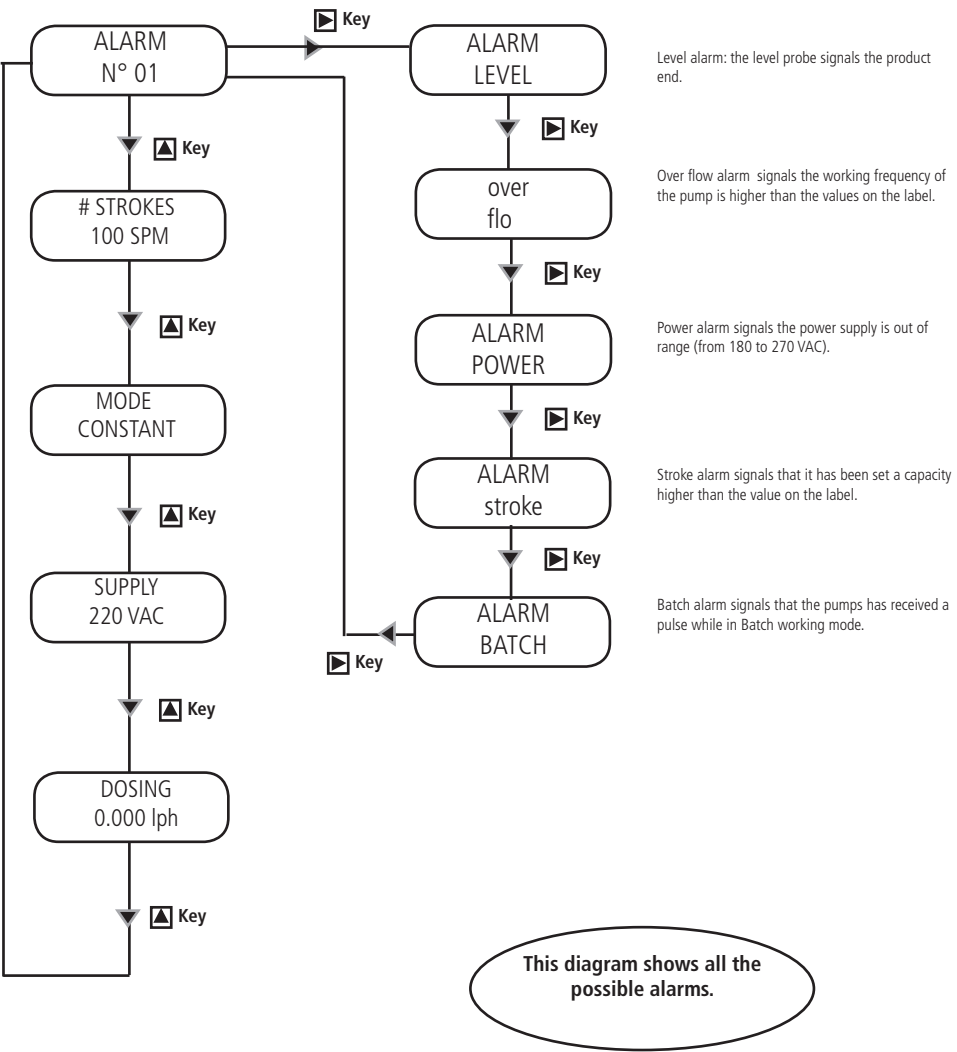 Key
ALARM
N° 01
ALARM
LEVEL
Level alarm: the level probe signals the product
end.
Key
Key
# STROKES
100 SPM
over
flo
Over flow alarm signals the working frequency of
the pump is higher than the values on the label.
Key
Key
ALARM
POWER
Power alarm signals the power supply is out of
range (from 180 to 270 VAC).
MODE
CONSTANT
Key
ALARM
stroke
Stroke alarm signals that it has been set a capacity
higher than the value on the label.
Key
Key
SUPPLY
220 VAC
ALARM
BATCH
Batch alarm signals that the pumps has received a
pulse while in Batch working mode.
Key
Key
DOSING
0.000 lph
Key
This diagram shows all the
possible alarms.